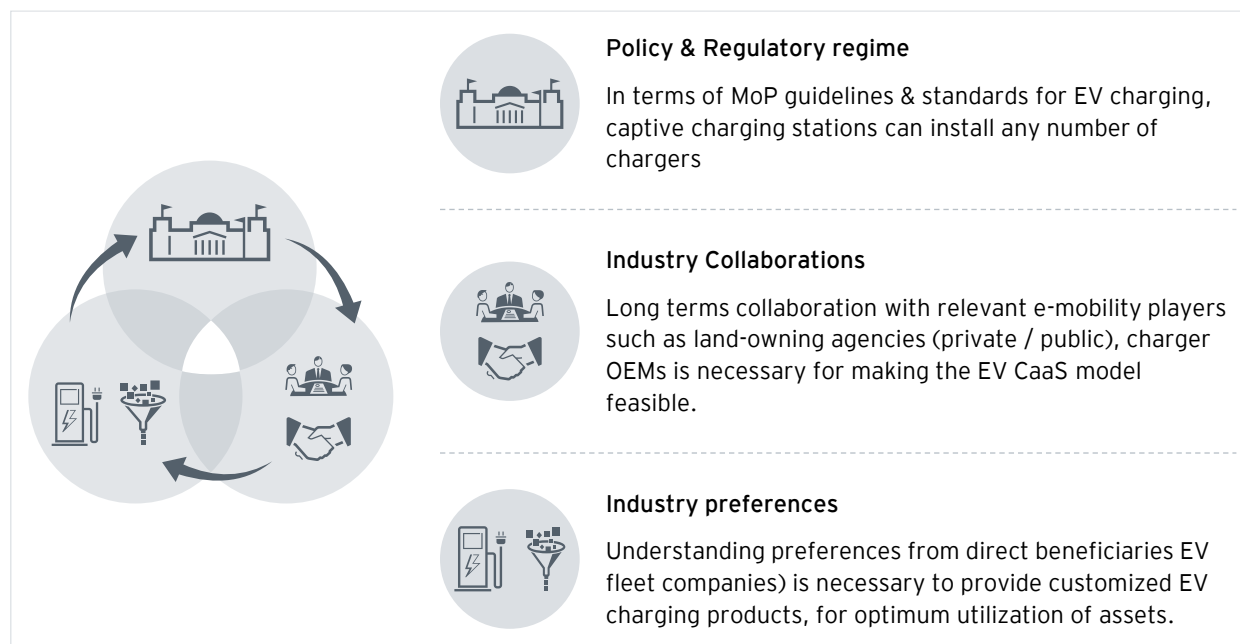 Policy & Regulatory regime
In terms of MoP guidelines & standards for EV charging,
captive charging stations can install any number of
chargers
Industry Collaborations
Long terms collaboration with relevant e-mobility players
such as land-owning agencies (private / public), charger
OEMs is necessary for making the EV CaaS model
feasible.
Industry preferences
Understanding preferences from direct beneficiaries EV
fleet companies) is necessary to provide customized EV
charging products, for optimum utilization of assets.